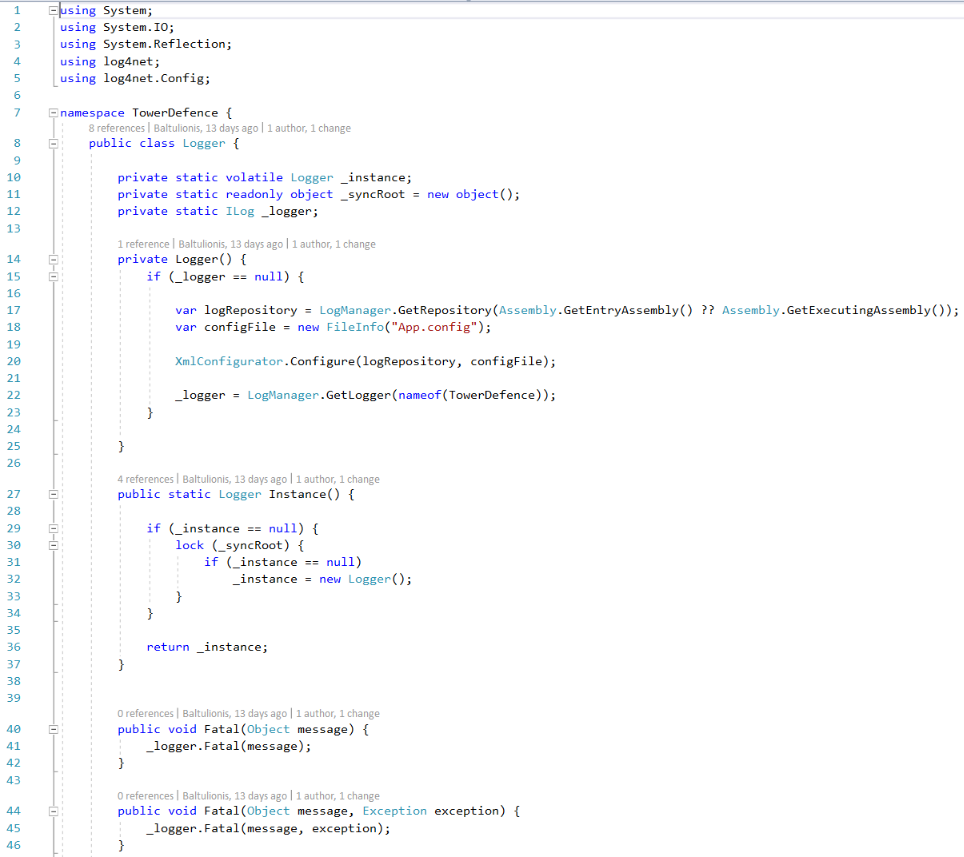 1 using System;
2 using System.IO;
3 using System.Reflection;
4 using log4net;
5 using log4net.Config;
6
7 namespace TowerDefence {
8 references | Baltulionis, 13 days ago | 1 author, 1 change
8 public class Logger {
9
10 private static volatile Logger _instance;
11 private static readonly object _syncRoot = new object();
12 private static ILog _logger;
13
1 reference | Baltulionis, 13 days ago | 1 author, 1 change
14 private Logger() {
15 if (_logger == null) {
16
17 var logRepository = LogManager.GetRepository(Assembly.GetEntryAssembly() ?? Assembly.GetExecutingAssembly());
18 var configFile = new FileInfo("App.config");
19
20 XmlConfigurator.Configure(logRepository, configFile);
21
22 _logger = LogManager.GetLogger(nameof(TowerDefence));
23 }
24
25 }
26
4 references | Baltulionis, 13 days ago | 1 author, 1 change
27 public static Logger Instance() {
28
29 if (_instance == null) {
30 lock (_syncRoot) {
31 if (_instance == null)
32 _instance = new Logger();
33 }
34 }
35
36 return _instance;
37 }
38
39
0 references | Baltulionis, 13 days ago | 1 author, 1 change
40 public void Fatal(Object message) {
41 _logger.Fatal(message);
42 }
43
0 references | Baltulionis, 13 days ago | 1 author, 1 change
44 public void Fatal(Object message, Exception exception) {
45 _logger.Fatal(message, exception);
46 }